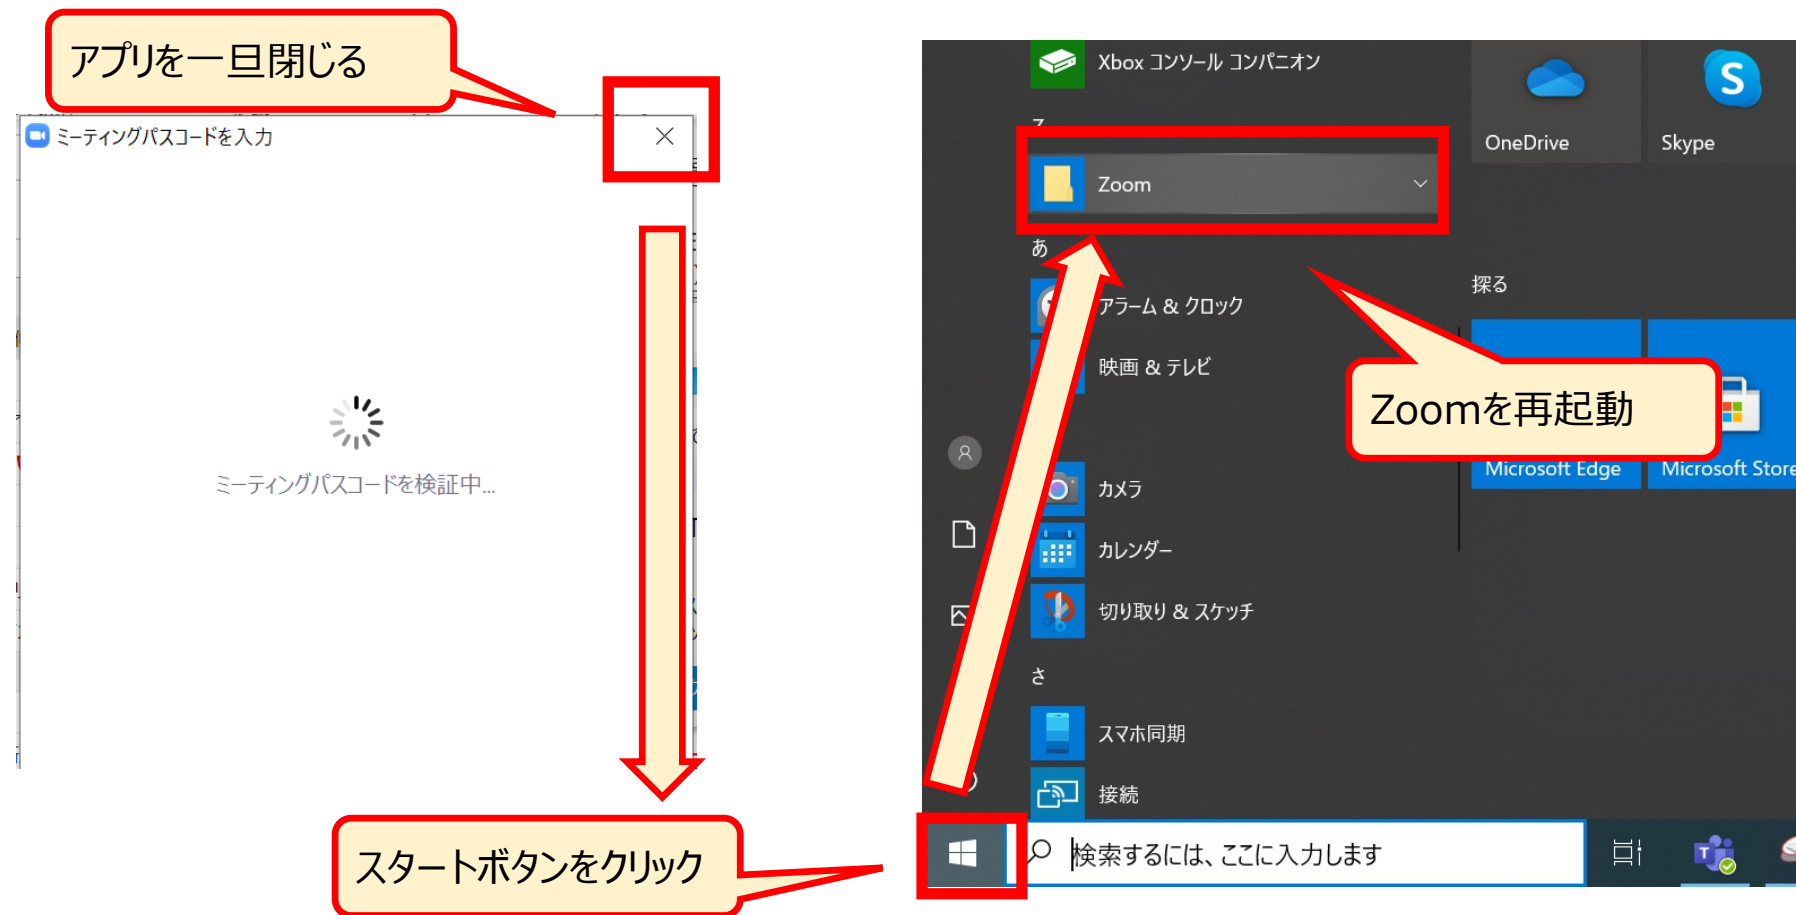 アプリを一旦閉じる
ミーティングパスコードを入力
ミーティングパスコードを検証中...
スタートボタンをクリック
Xbox コンソール コンパニオン
Z
Zoom
あ
アラーム & クロック
映画 & テレビ
カメラ
カレンダー
切り取り & スケッチ
さ
スマホ同期
接続
検索するには、ここに入力します
OneDrive
Skype
探る
Zoomを再起動
Microsoft Edge
Microsoft Store